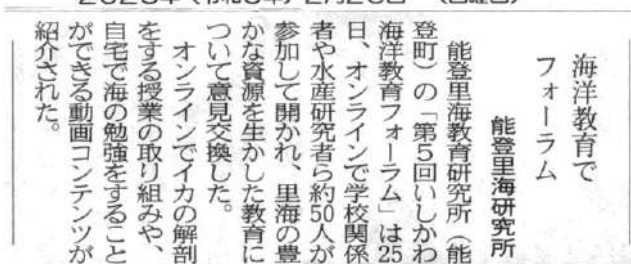 海洋教育で
フォーラム
能登里海研究所
能登里海教育研究所(能
登町)の「第5回いしかわ
海洋教育フォーラム」は25
日、オンラインで学校関係
者や水産研究者ら約50人が
参加して開かれ、里海の豊
かな資源を生かした教育に
ついて意見交換した。
オンラインでイカの解剖
をする授業の取り組みや、
自宅で海の勉強をすること
ができる動画コンテンツが
紹介された。